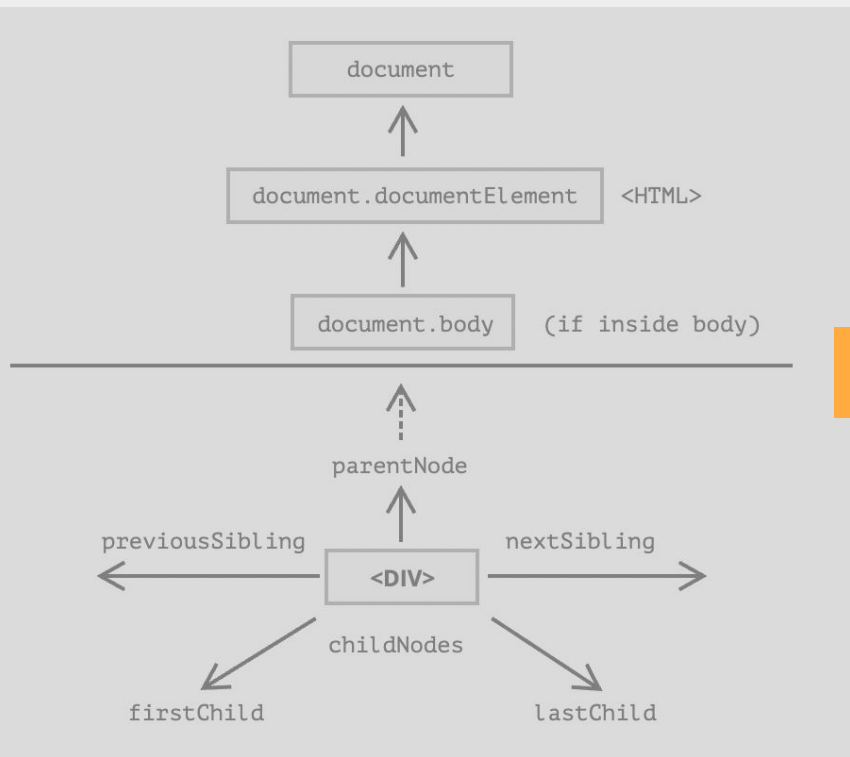 document
document.documentElement <HTML>
document.body (if inside body)
parentNode
previousSibling nextSibling
<DIV>
childNodes
firstChild lastChild